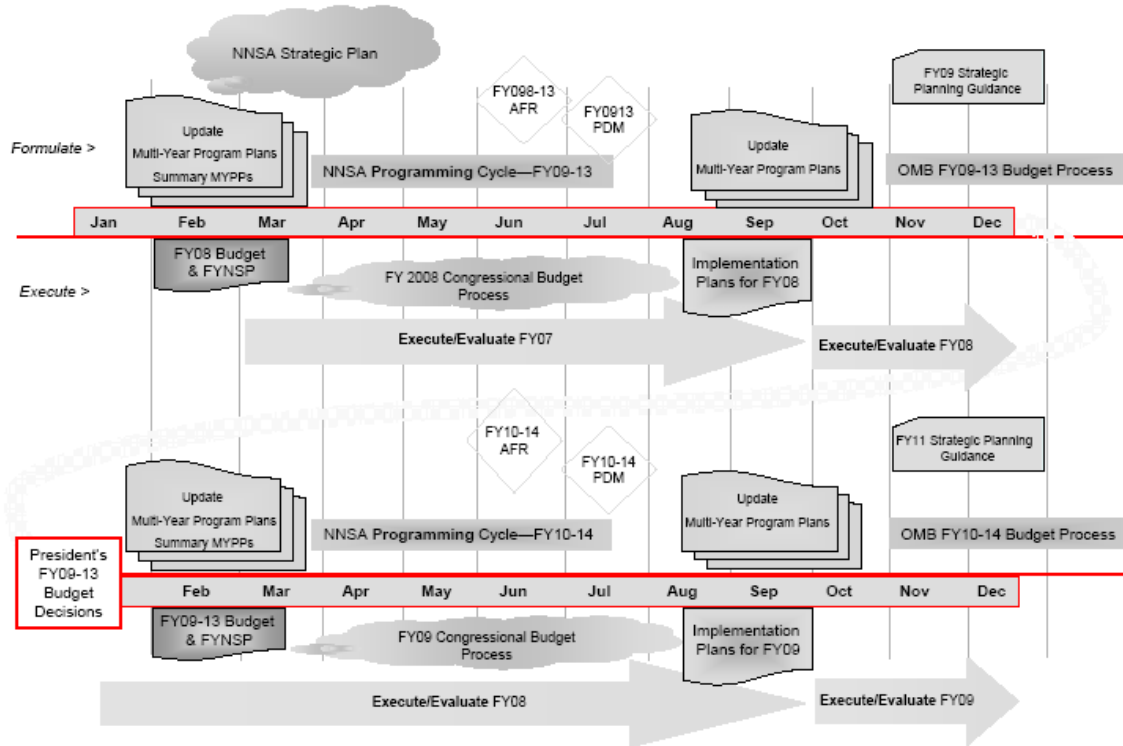 NNSA Strategic Plan
FY098-13
AFR
FY0913
PDM
FY09 Strategic
Planning Guidance
Formulate >
Update
Multi-Year Program Plans
Summary MYPPs
NNSA Programming Cycle—FY09-13
Update
Multi-Year Program Plans
OMB FY09-13 Budget Process
Jan Feb Mar Apr May Jun Jul Aug Sep Oct Nov Dec
Execute >
FY08 Budget
& FYNSP
FY 2008 Congressional Budget
Process
Implementation
Plans for FY08
Execute/Evaluate FY07
Execute/Evaluate FY08
FY10-14
AFR
FY10-14
PDM
FY11 Strategic Planning
Guidance
Update
Multi-Year Program Plans
Summary MYPPs
NNSA Programming Cycle—FY10-14
Update
Multi-Year Program Plans
OMB FY10-14 Budget Process
President's
FY09-13
Budget
Decisions
Feb Mar Apr May Jun Jul Aug Sep Oct Nov Dec
FY09-13 Budget
& FYNSP
FY09 Congressional Budget
Process
Implementation
Plans for FY09
Execute/Evaluate FY08
Execute/Evaluate FY09